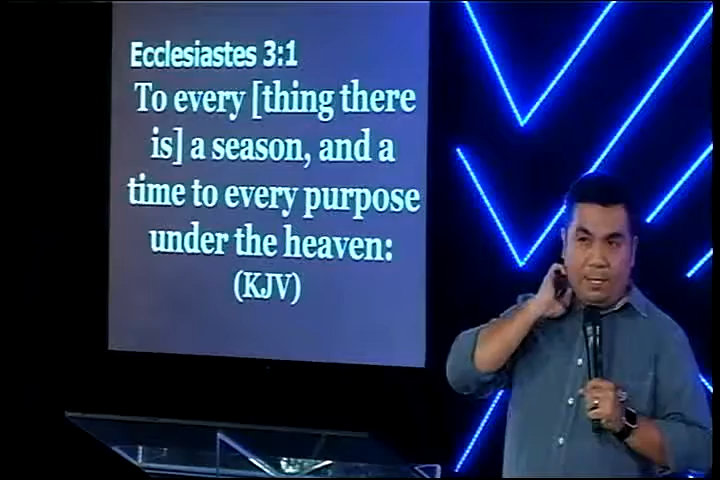 Ecclesiastes 3:1
To every [thing there
is] a season, and a
time to every purpose
under the heaven:
(KJV)